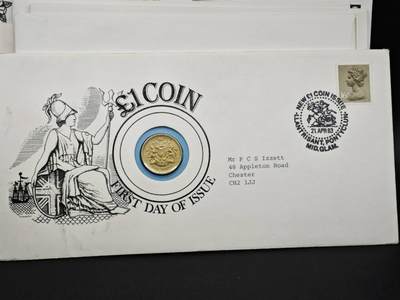 £1 COIN
FIRST DAY OF ISSUE
Mr P C S Izzett
48 Appleton Road
Chester
CH2 1JJ
NEW £1 COIN ISSUE
21 APR 83
LLANTRISANT, PONTYCLUN
MID, GLAM.